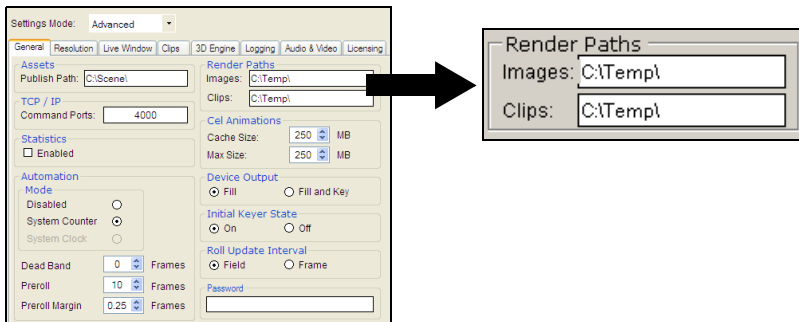 Settings Mode: Advanced
General Resolution Live Window Clips 3D Engine Logging Audio & Video Licensing
Assets
Publish Path: C:\Scene\
TCP / IP
Command Ports: 4000
Statistics
Enabled
Automation
Mode
Disabled
System Counter
System Clock
Dead Band 0 Frames
Preroll 10 Frames
Preroll Margin 0.25 Frames
Render Paths
Images: C:\Temp\
Clips: C:\Temp\
Cel Animations
Cache Size: 250 MB
Max Size: 250 MB
Device Output
Fill Fill and Key
Initial Keyer State
On Off
Roll Update Interval
Field Frame
Password
Render Paths
Images: C:\Temp\
Clips: C:\Temp\